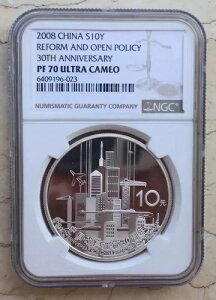 2008 CHINA S10Y
REFORM AND OPEN POLICY
30TH ANNIVERSARY
PF 70 ULTRA CAMEO
6409196-023
NUMISMATIC GUARANTY COMPANY
NGC
10元